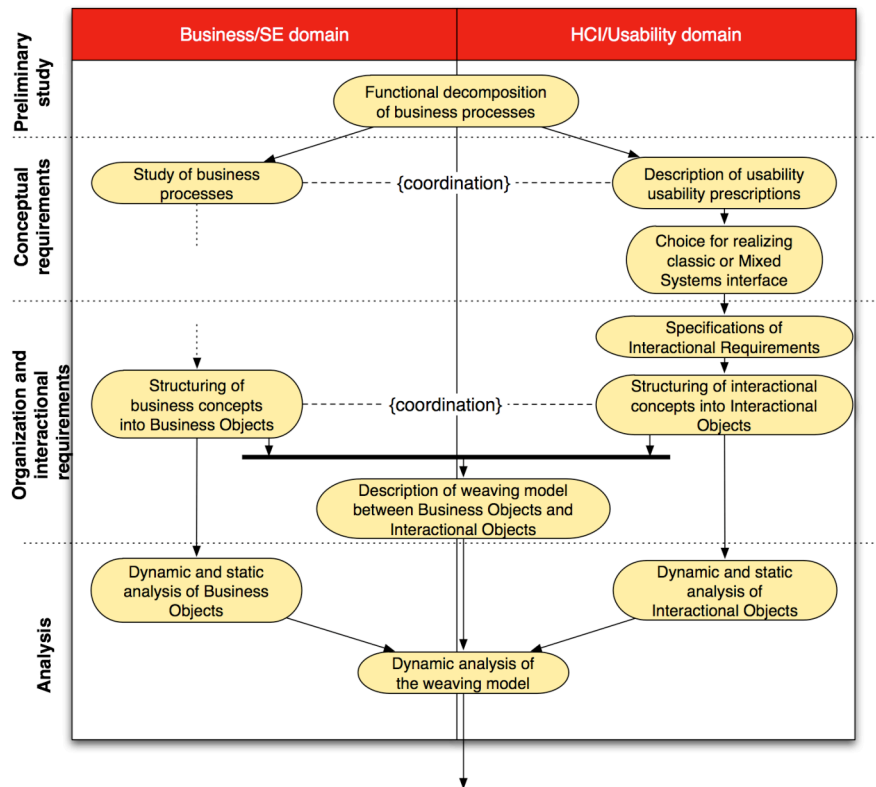 Business/SE domain
HCI/Usability domain
Preliminary
study
Functional decomposition
of business processes
Conceptual
requirements
Study of business
processes
{coordination}
Description of usability
usability prescriptions
Choice for realizing
classic or Mixed
Systems interface
Organization and
interactional
requirements
Specifications of
Interactional Requirements
Structuring of
business concepts
into Business Objects
{coordination}
Structuring of interactional
concepts into Interactional
Objects
Description of weaving model
between Business Objects and
Interactional Objects
Analysis
Dynamic and static
analysis of Business
Objects
Dynamic and static
analysis of
Interactional Objects
Dynamic analysis of
the weaving model